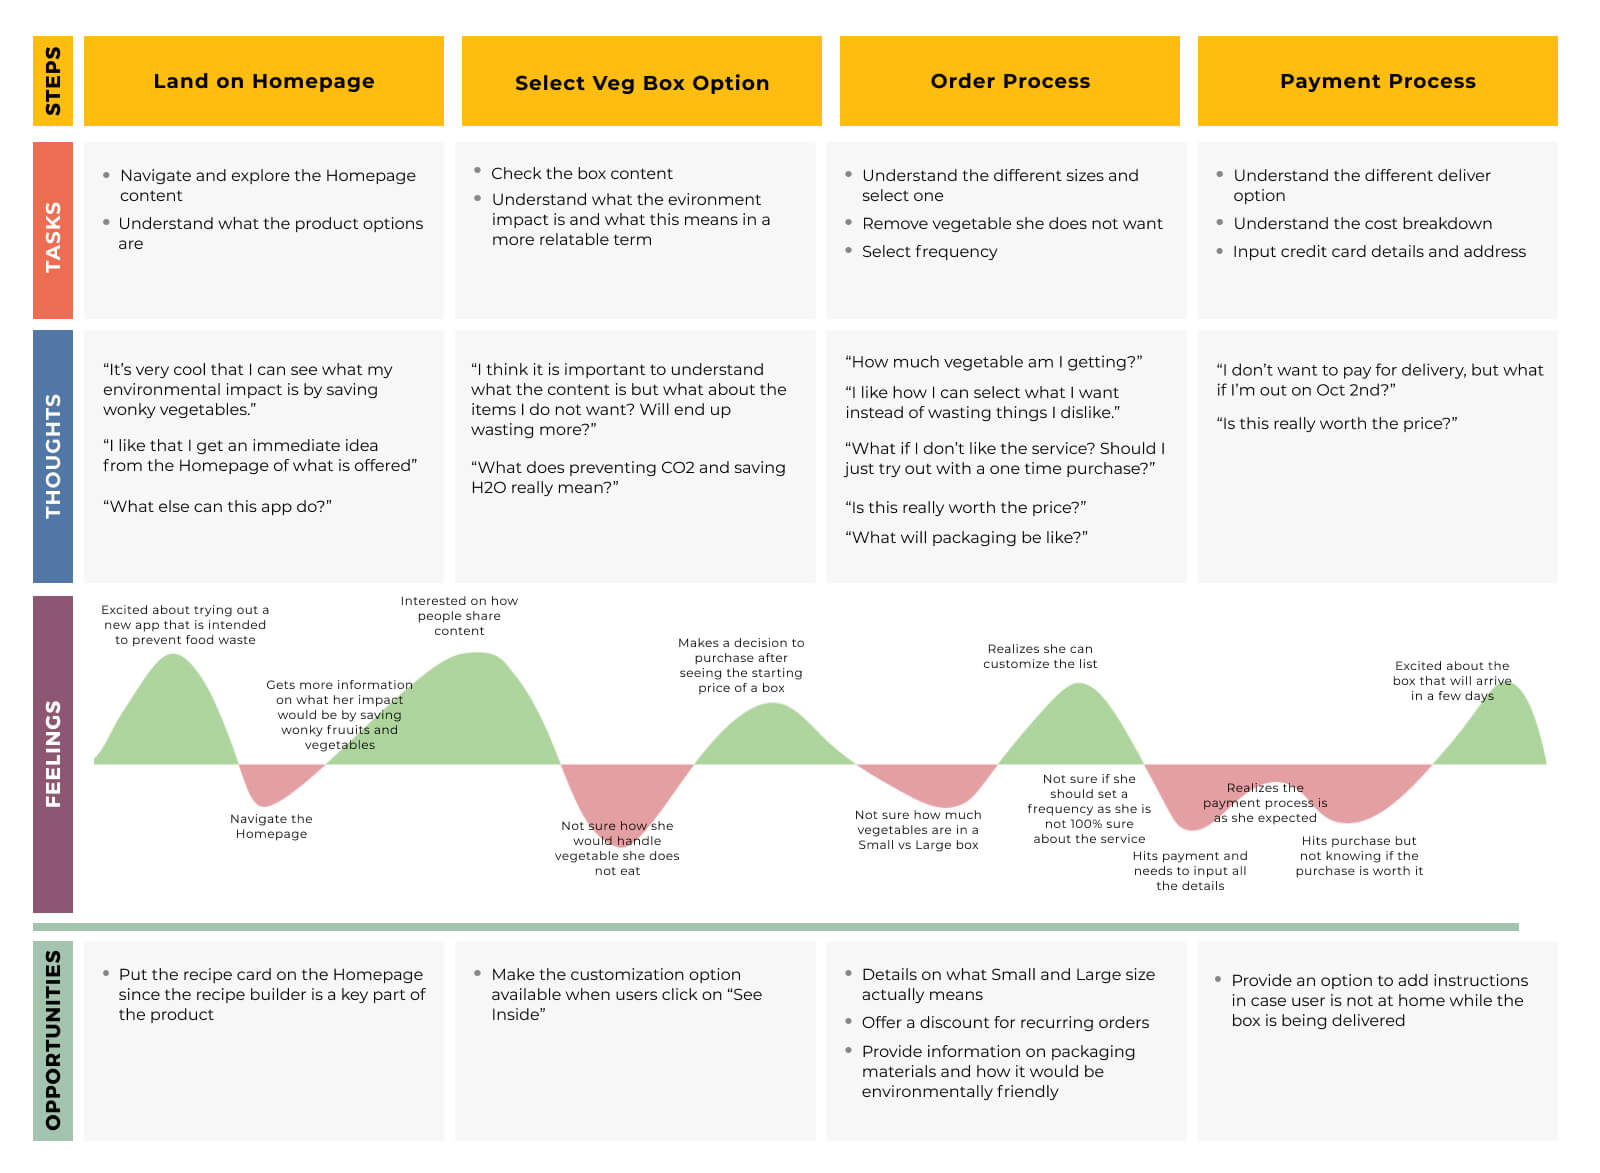 STEPS
Land on Homepage
Select Veg Box Option
Order Process
Payment Process
TASKS
Navigate and explore the Homepage
content
Understand what the product options
are
Check the box content
Understand what the evironment
impact is and what this means in a
more relatable term
Understand the different sizes and
select one
Remove vegetable she does not want
Select frequency
Understand the different deliver
option
Understand the cost breakdown
Input credit card details and address
THOUGHTS
“It’s very cool that I can see what my
environmental impact is by saving
wonky vegetables.”
“I like that I get an immediate idea
from the Homepage of what is offered”
“What else can this app do?”
“I think it is important to understand
what the content is but what about the
items I do not want? Will end up
wasting more?”
“What does preventing CO2 and saving
H2O really mean?”
“How much vegetable am I getting?”
“I like how I can select what I want
instead of wasting things I dislike.”
“What if I don’t like the service? Should I
just try out with a one time purchase?”
“Is this really worth the price?”
“What will packaging be like?”
“I don’t want to pay for delivery, but what
if I’m out on Oct 2nd?”
“Is this really worth the price?”
FEELINGS
Excited about trying out a
new app that is intended
to prevent food waste
Navigate the
Homepage
Gets more information
on what her impact
would be by saving
wonky fruuits and
vegetables
Interested on how
people share
content
Not sure how she
would handle
vegetable she does
not eat
Makes a decision to
purchase after
seeing the starting
price of a box
Not sure how much
vegetables are in a
Small vs Large box
Realizes she can
customize the list
Not sure if she
should set a
frequency as she is
not 100% sure
about the service
Hits payment and
needs to input all
the details
Realizes the
payment process is
as she expected
Hits purchase but
not knowing if the
purchase is worth it
Excited about the
box that will arrive
in a few days
OPPORTUNITIES
Put the recipe card on the Homepage
since the recipe builder is a key part of
the product
Make the customization option
available when users click on “See
Inside”
Details on what Small and Large size
actually means
Offer a discount for recurring orders
Provide information on packaging
materials and how it would be
environmentally friendly
Provide an option to add instructions
in case user is not at home while the
box is being delivered